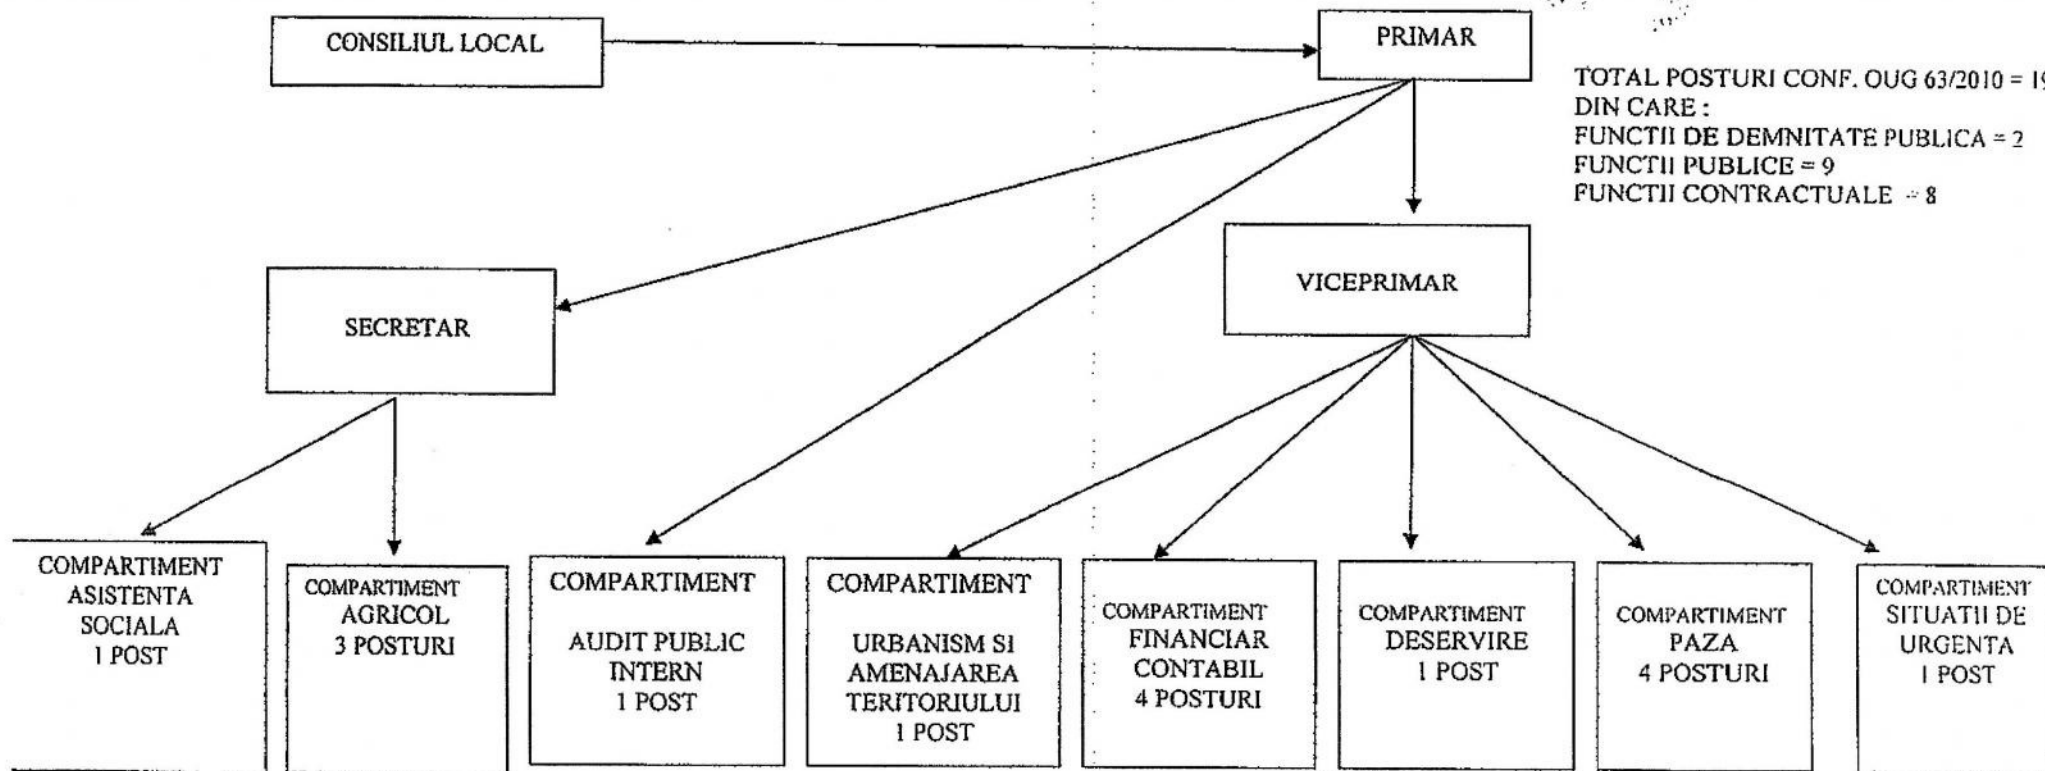 CONSILIUL LOCAL
PRIMAR
TOTAL POSTURI CONF. OUG 63/2010 = 19
DIN CARE :
FUNCTII DE DEMNITATE PUBLICA = 2
FUNCTII PUBLICE = 9
FUNCTII CONTRACTUALE = 8
VICEPRIMAR
SECRETAR
COMPARTIMENT
ASISTENTA
SOCIALA
1 POST
COMPARTIMENT
AGRICOL
3 POSTURI
COMPARTIMENT
AUDIT PUBLIC
INTERN
1 POST
COMPARTIMENT
URBANISM SI
AMENAJAREA
TERITORIULUI
1 POST
COMPARTIMENT
FINANCIAR
CONTABIL
4 POSTURI
COMPARTIMENT
DESERVIRE
1 POST
COMPARTIMENT
PAZA
4 POSTURI
COMPARTIMENT
SITUATII DE
URGENTA
1 POST